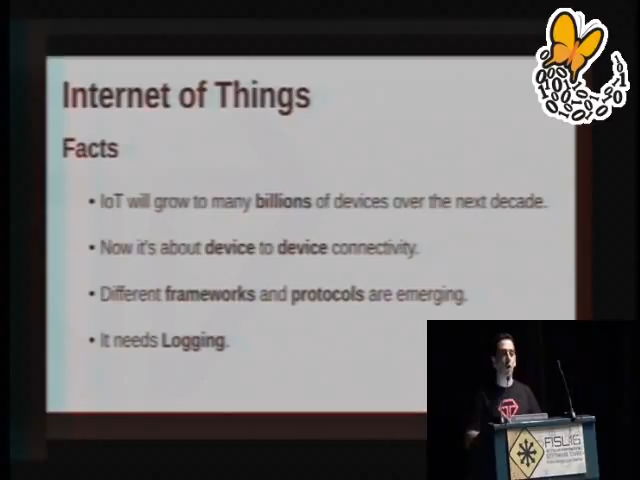 Internet of Things
Facts
• IoT will grow to many billions of devices over the next decade.
• Now it's about device to device connectivity.
• Different frameworks and protocols are emerging.
• It needs Logging.
FISL16